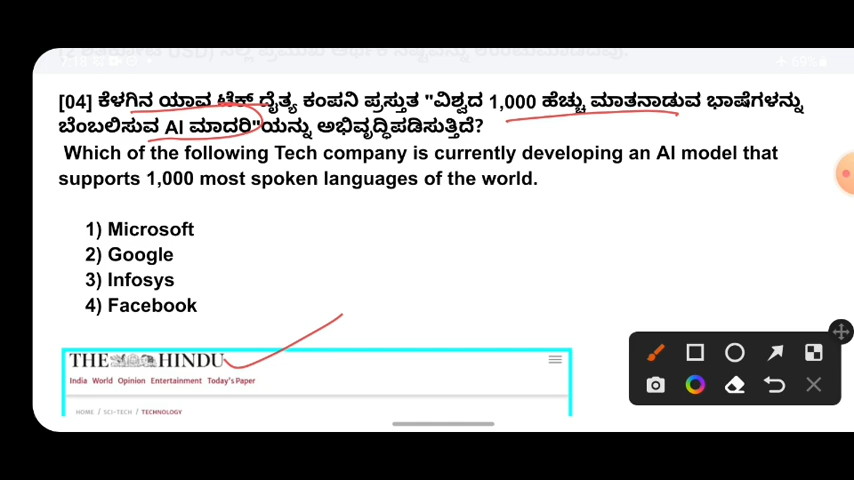 7:18
69%
[04] ಕೆಳಗಿನ ಯಾವ ಟೆಕ್ ದೈತ್ಯ ಕಂಪನಿ ಪ್ರಸ್ತುತ "ವಿಶ್ವದ 1,000 ಹೆಚ್ಚು ಮಾತನಾಡುವ ಭಾಷೆಗಳನ್ನು
ಬೆಂಬಲಿಸುವ AI ಮಾದರಿ"ಯನ್ನು ಅಭಿವೃದ್ಧಿಪಡಿಸುತ್ತಿದೆ?
Which of the following Tech company is currently developing an AI model that
supports 1,000 most spoken languages of the world.
1) Microsoft
2) Google
3) Infosys
4) Facebook
THE HINDU
India World Opinion Entertainment Today's Paper
HOME / SCI-TECH / TECHNOLOGY